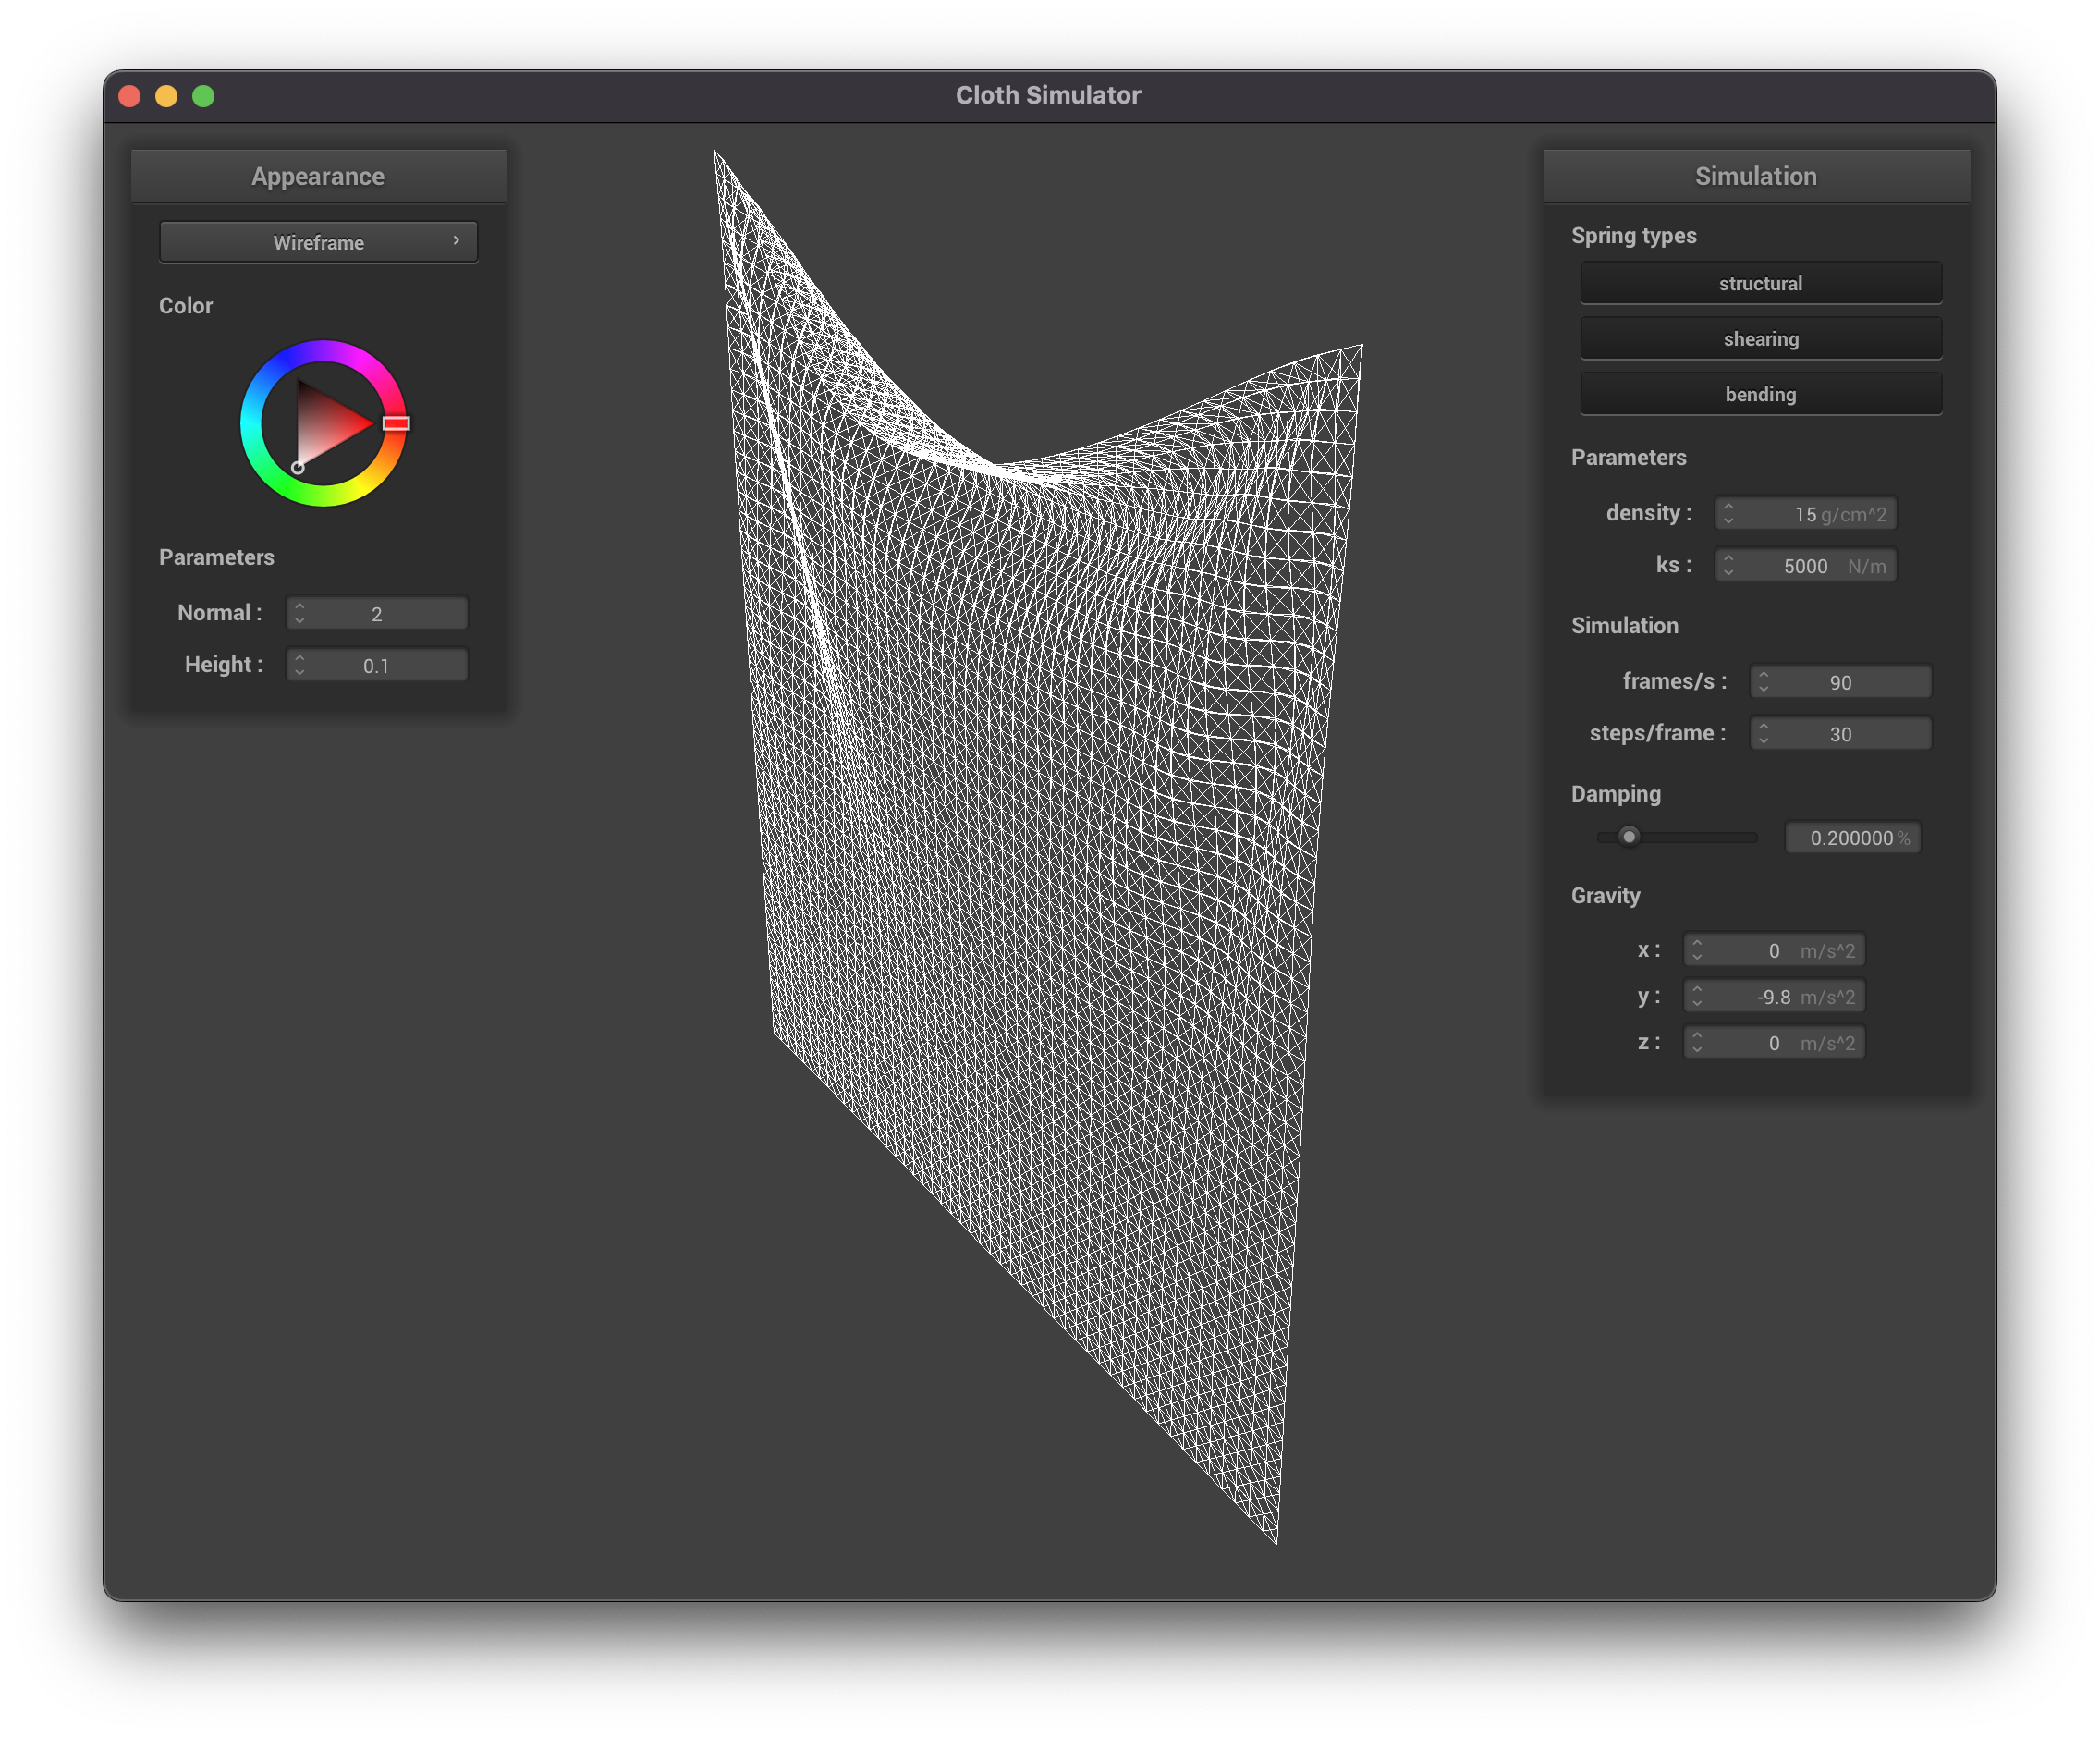 Cloth Simulator
Appearance
Wireframe
Color
Parameters
Normal : 2
Height : 0.1
Simulation
Spring types
structural
shearing
bending
Parameters
density : 15 g/cm^2
ks : 5000 N/m
Simulation
frames/s : 90
steps/frame : 30
Damping
0.200000 %
Gravity
x : 0 m/s^2
y : -9.8 m/s^2
z : 0 m/s^2